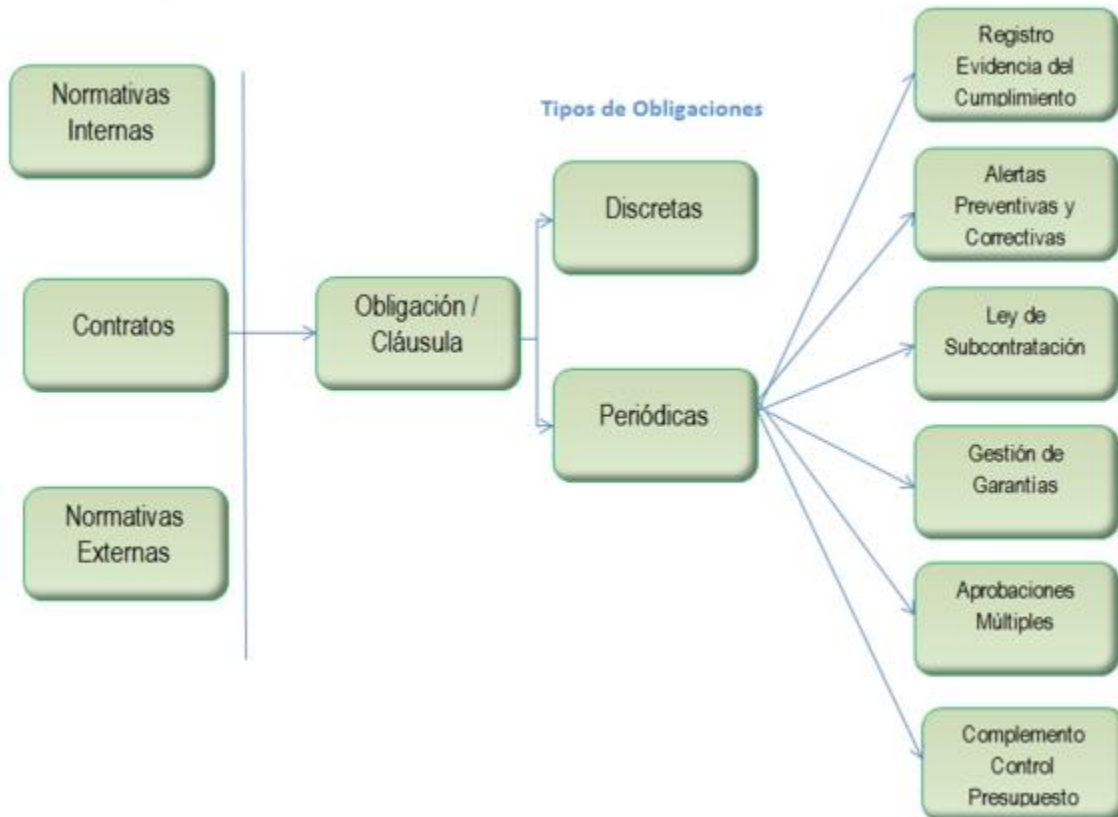 Normativas
Internas
Contratos
Normativas
Externas
Obligación /
Cláusula
Tipos de Obligaciones
Discretas
Periódicas
Registro
Evidencia del
Cumplimiento
Alertas
Preventivas y
Correctivas
Ley de
Subcontratación
Gestión de
Garantías
Aprobaciones
Múltiples
Complemento
Control
Presupuesto